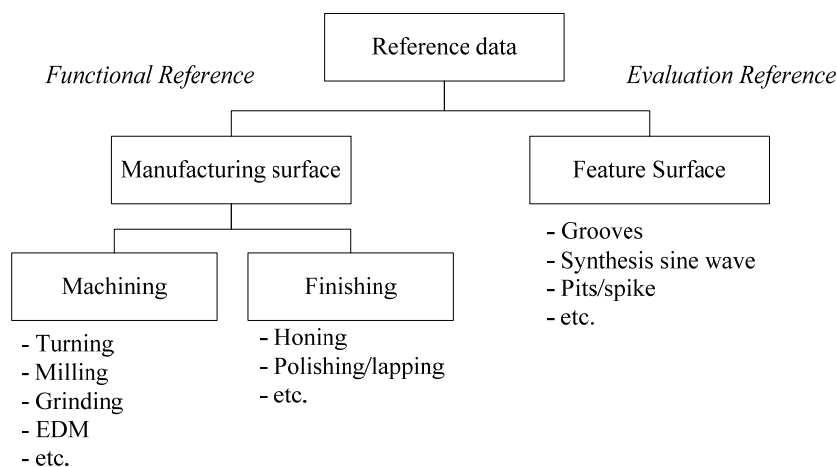 Reference data
Functional Reference
Evaluation Reference
Manufacturing surface
Feature Surface
Machining
Finishing
- Turning
- Milling
- Grinding
- EDM
- etc.
- Honing
- Polishing/lapping
- etc.
- Grooves
- Synthesis sine wave
- Pits/spike
- etc.